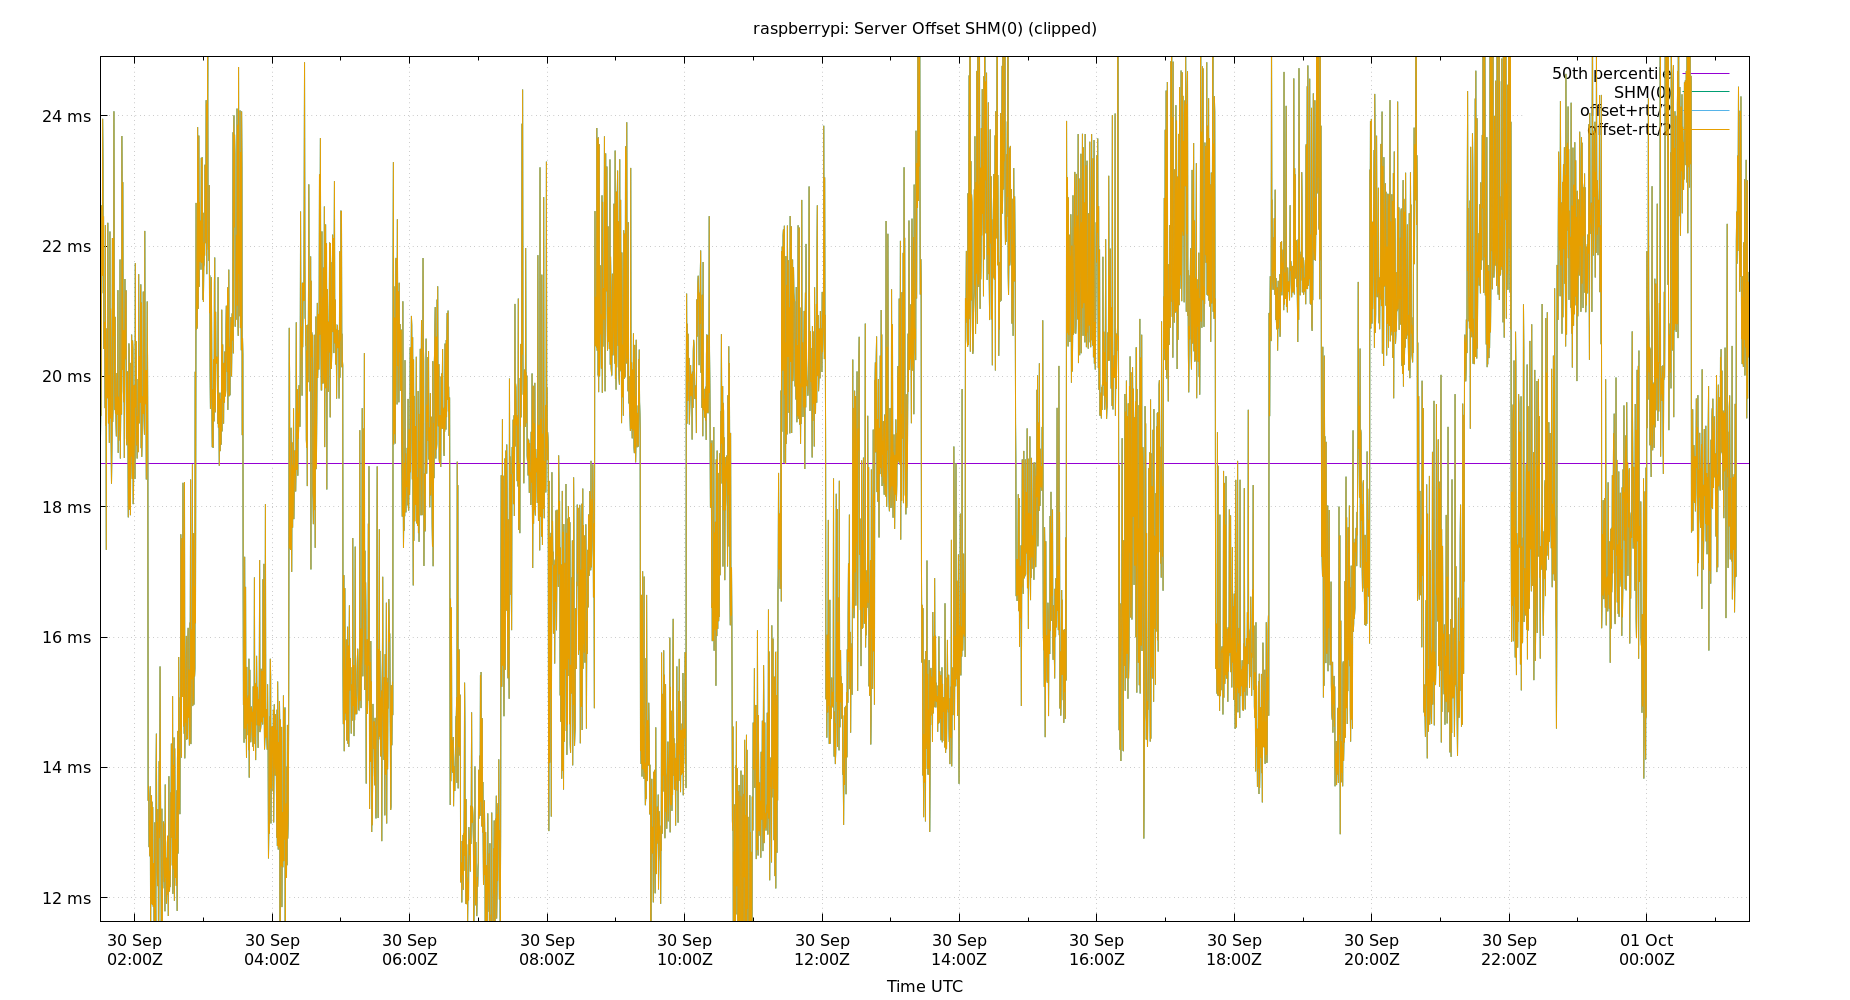 raspberrypi: Server Offset SHM(0) (clipped)
50th percentile
SHM(0)
offset+rtt/2
offset-rtt/2
24 ms
22 ms
20 ms
18 ms
16 ms
14 ms
12 ms
30 Sep 30 Sep 30 Sep 30 Sep 30 Sep 30 Sep 30 Sep 30 Sep 30 Sep 30 Sep 30 Sep 01 Oct
02:00Z 04:00Z 06:00Z 08:00Z 10:00Z 12:00Z 14:00Z 16:00Z 18:00Z 20:00Z 22:00Z 00:00Z
Time UTC